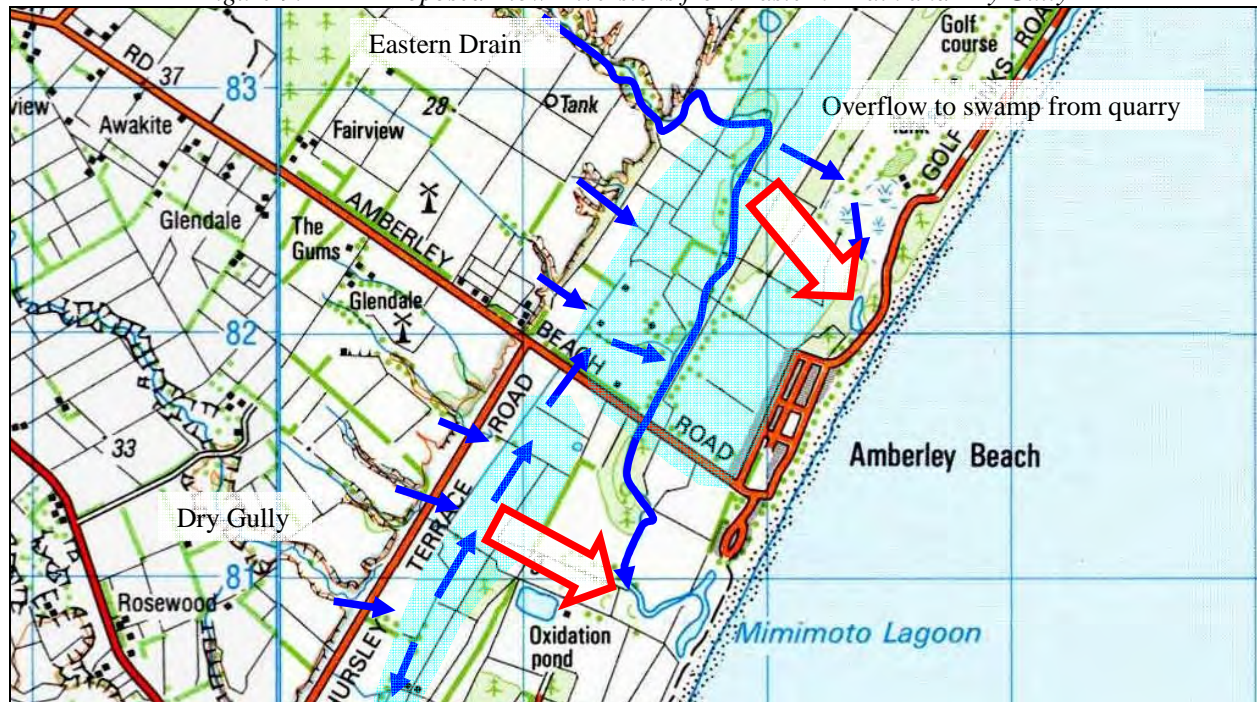 Eastern Drain
Golf
course
RD 37
83
Awakite
28
Tank
Overflow to swamp from quarry
Fairview
Glendale
AMBERLEY
The
Gums
Glendale
82
BEACH
ROAD
ROAD
GOLF
ROAD
33
Amberley Beach
Dry Gully
TERRACE
81
Rosewood
Oxidation
pond
Mimimoto Lagoon